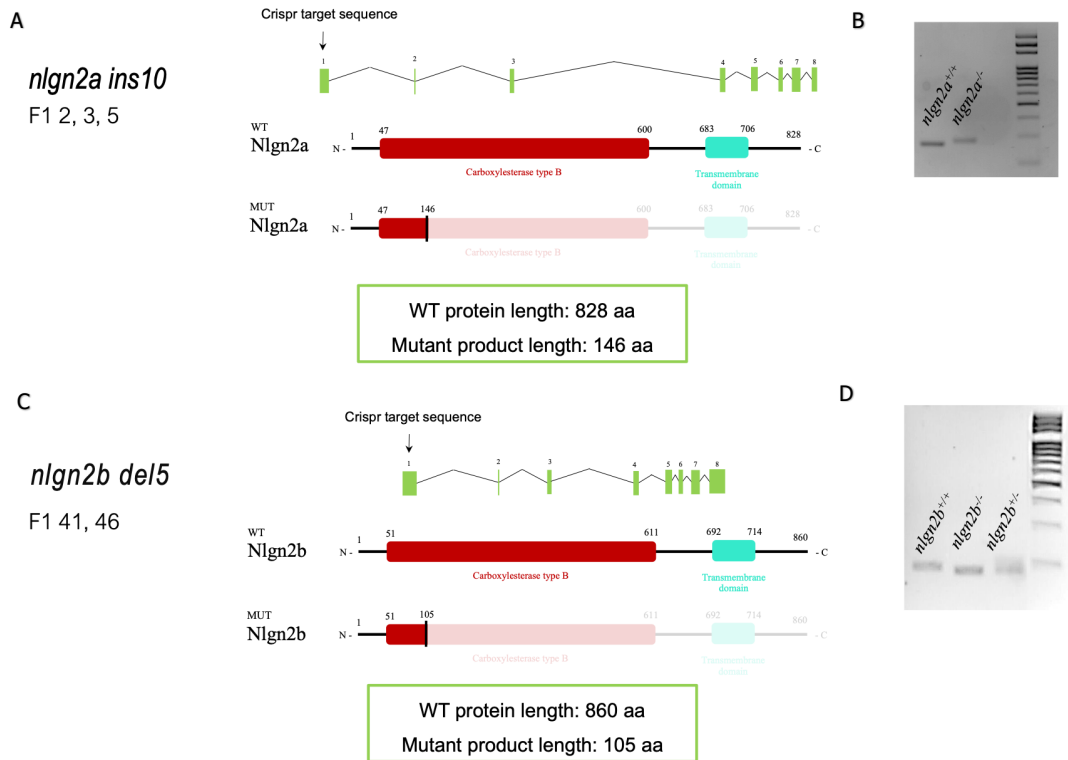 A
Crispr target sequence
nlgn2a ins10
F1 2, 3, 5
1 2 3 4 5 6 7 8
WT
Nlgn2a
N - 1 47 600 683 706 828 - C
Carboxylesterase type B
Transmembrane
domain
MUT
Nlgn2a
N - 1 47 146 600 683 706 828 - C
Carboxylesterase type B
Transmembrane
domain
WT protein length: 828 aa
Mutant product length: 146 aa
B
nlgn2a+/+
nlgn2a-/-
C
Crispr target sequence
nlgn2b del5
F1 41, 46
1 2 3 4 5 6 7 8
WT
Nlgn2b
N - 1 51 611 692 714 860 - C
Carboxylesterase type B
Transmembrane
domain
MUT
Nlgn2b
N - 1 51 105 611 692 714 860 - C
Carboxylesterase type B
Transmembrane
domain
WT protein length: 860 aa
Mutant product length: 105 aa
D
nlgn2b+/+
nlgn2b-/-
nlgn2b+/-